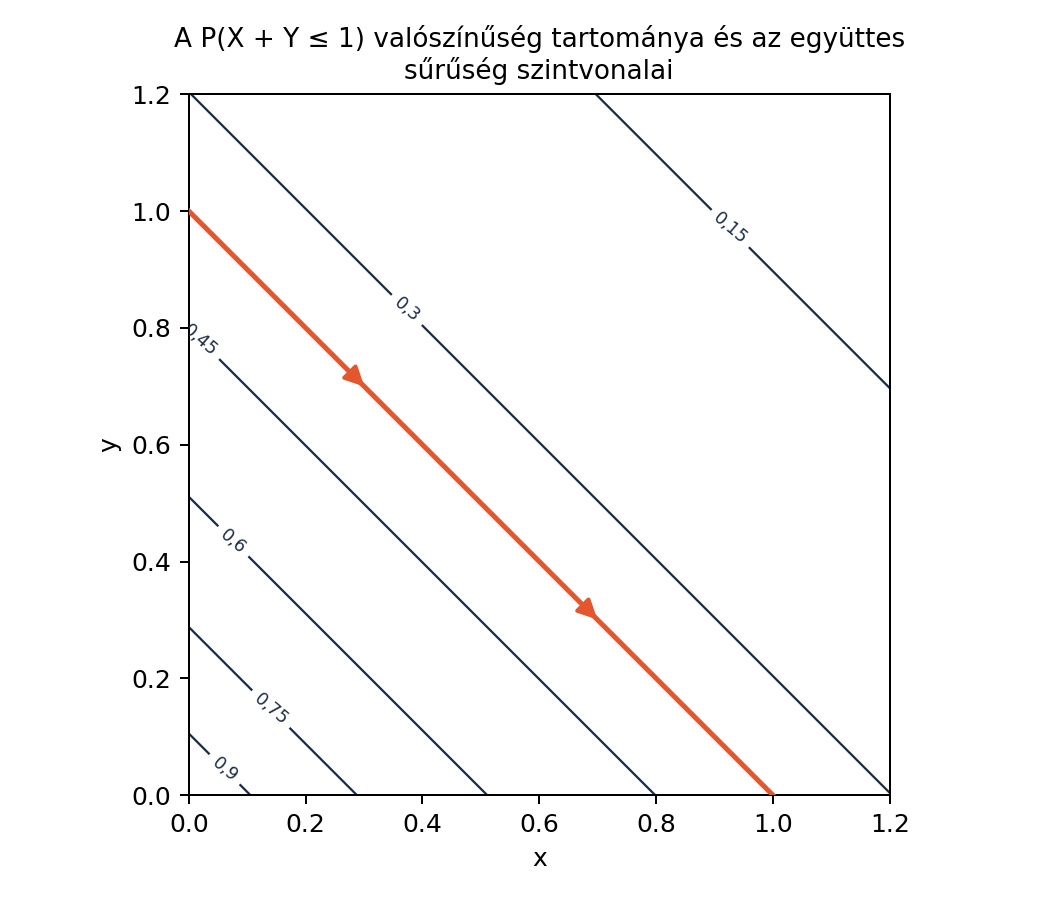 A P(X + Y ≤ 1) valószínűség tartománya és az együttes
sűrűség szintvonalai
1.2
1.0
0.8
0.6
0.4
0.2
0.0
y
0,15
0,3
0,45
0,6
0,75
0,9
0.0 0.2 0.4 0.6 0.8 1.0 1.2
x